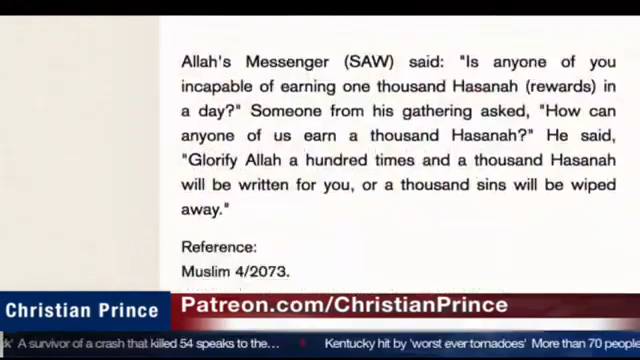 Allah's Messenger (SAW) said: "Is anyone of you
incapable of earning one thousand Hasanah (rewards) in
a day?" Someone from his gathering asked, "How can
anyone of us earn a thousand Hasanah?" He said,
"Glorify Allah a hundred times and a thousand Hasanah
will be written for you, or a thousand sins will be wiped
away."
Reference:
Muslim 4/2073.
Christian Prince
Patreon.com/ChristianPrince
A survivor of a crash that killed 54 speaks to the... Kentucky hit by 'worst ever tornadoes' More than 70 people